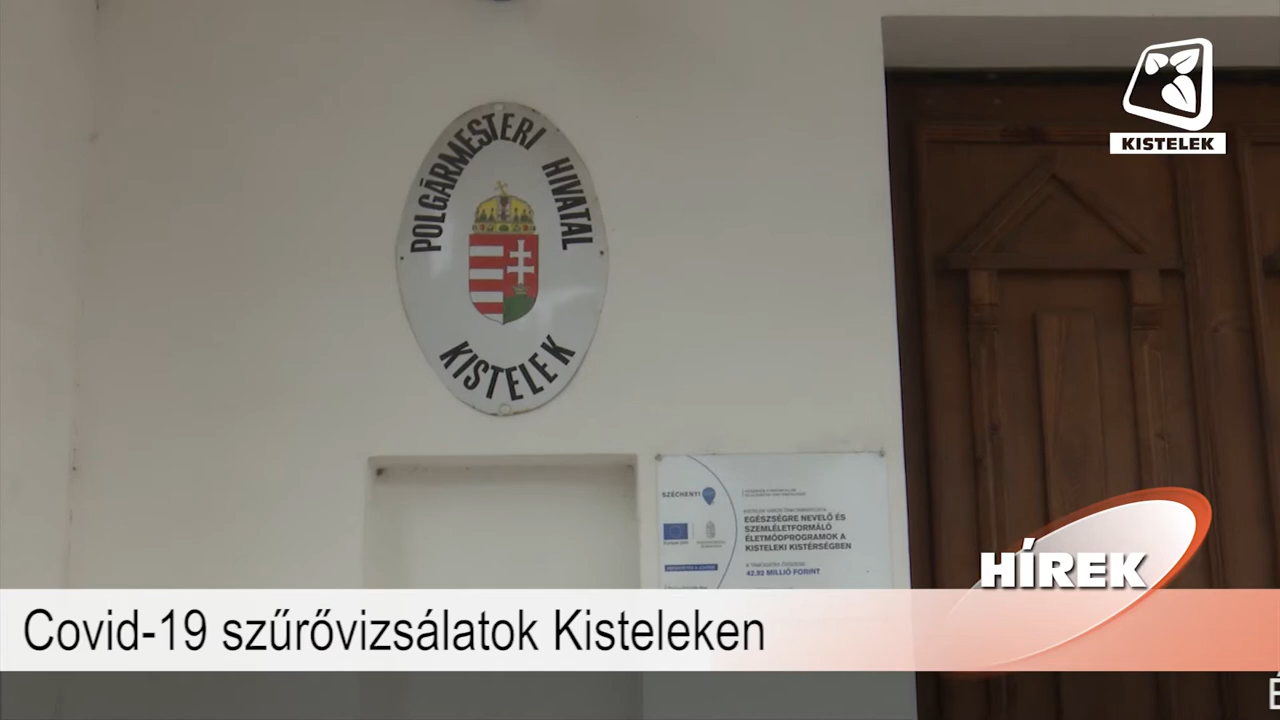 KISTELEK
POLGÁRMESTERI HIVATAL
KISTELEK
SZÉCHENYI
EGÉSZSÉGRE NEVELŐ ÉS
SZEMLÉLETFORMÁLÓ
ÉLETMÓDPROGRAMOK A
KISTELEKI KISTÉRSÉGBEN
42.92 MILLIÓ FORINT
HÍREK
Covid-19 szűrővizsálatok Kisteleken
É